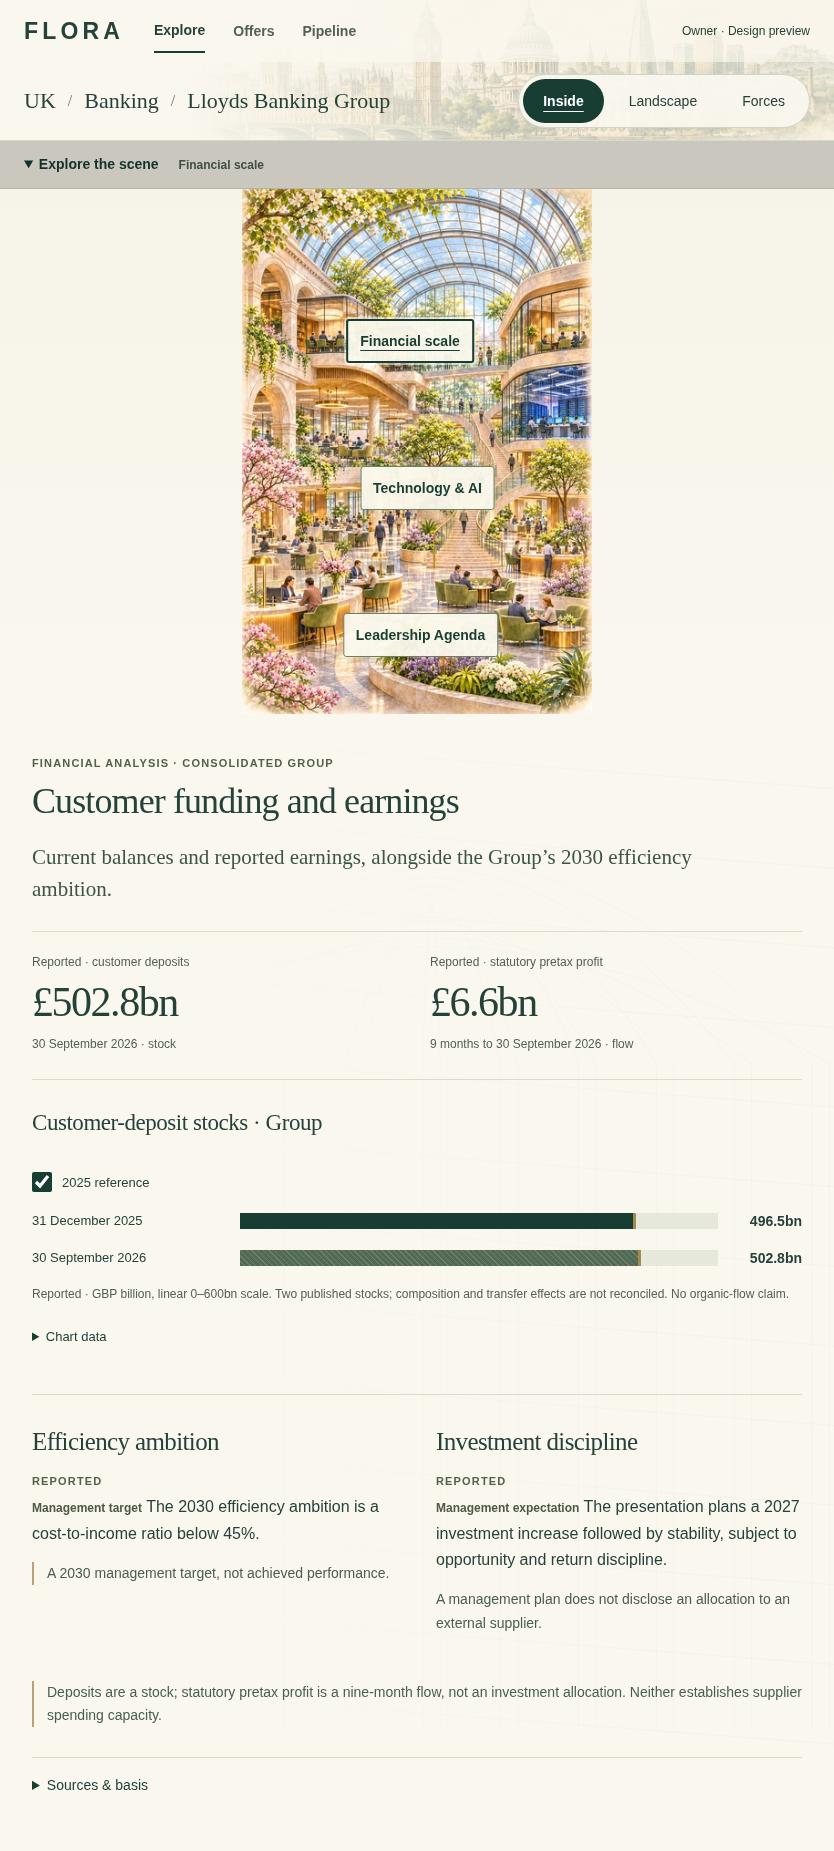 FLORA
Explore
Offers
Pipeline
Owner · Design preview
UK / Banking / Lloyds Banking Group
Inside
Landscape
Forces
▼ Explore the scene
Financial scale
Financial scale
Technology & AI
Leadership Agenda
FINANCIAL ANALYSIS · CONSOLIDATED GROUP
Customer funding and earnings
Current balances and reported earnings, alongside the Group’s 2030 efficiency
ambition.
Reported · customer deposits
£502.8bn
30 September 2026 · stock
Reported · statutory pretax profit
£6.6bn
9 months to 30 September 2026 · flow
Customer-deposit stocks · Group
2025 reference
31 December 2025
496.5bn
30 September 2026
502.8bn
Reported · GBP billion, linear 0–600bn scale. Two published stocks; composition and transfer effects are not reconciled. No organic-flow claim.
▶ Chart data
Efficiency ambition
REPORTED
Management target The 2030 efficiency ambition is a
cost-to-income ratio below 45%.
A 2030 management target, not achieved performance.
Investment discipline
REPORTED
Management expectation The presentation plans a 2027
investment increase followed by stability, subject to
opportunity and return discipline.
A management plan does not disclose an allocation to an
external supplier.
Deposits are a stock; statutory pretax profit is a nine-month flow, not an investment allocation. Neither establishes supplier
spending capacity.
▶ Sources & basis